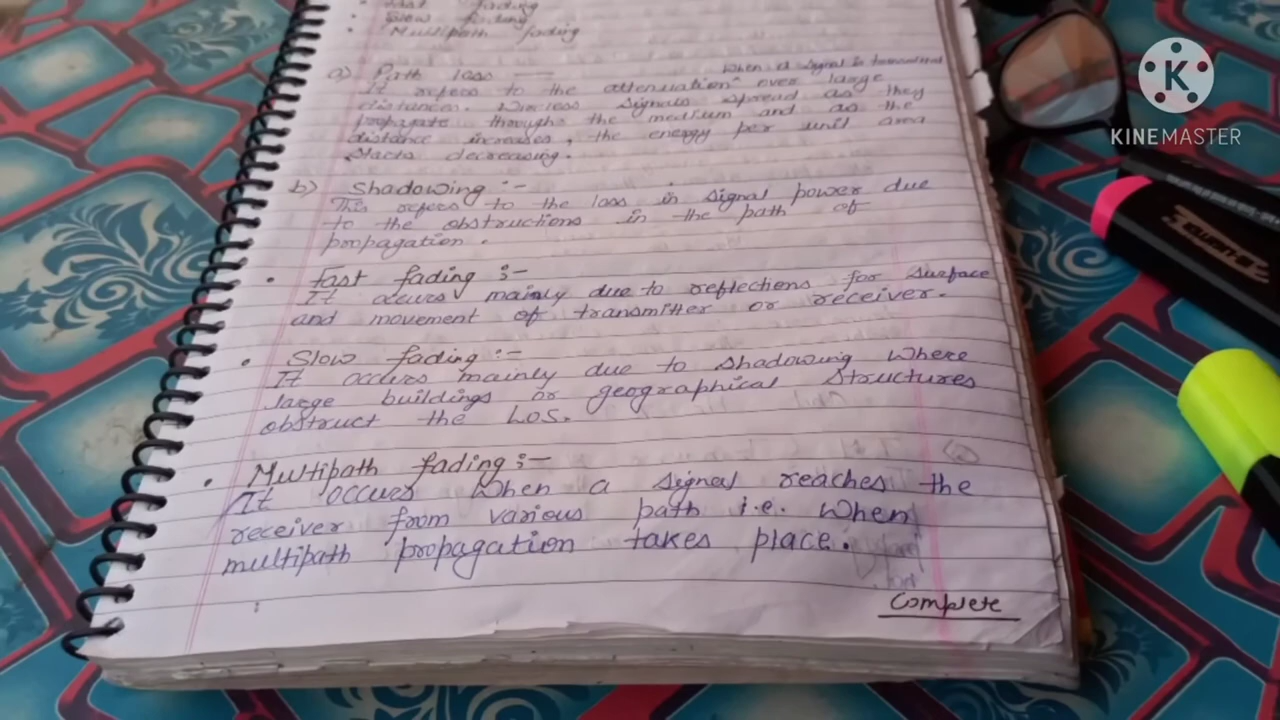 • Fast fading
• Slow fading
• Multipath fading
a) Path loss — When a signal is transmitted
It refers to the attenuation over large
distances. Wireless signals spread as they
propagate through the medium and as the
distance increases, the energy per unit area
starts decreasing.
b) Shadowing :-
This refers to the loss in signal power due
to the obstructions in the path of
propagation.
• Fast fading :-
It occurs mainly due to reflections for surface
and movement of transmitter or receiver.
• Slow fading :-
It occurs mainly due to shadowing where
large buildings or geographical structures
obstruct the LOS.
• Multipath fading :-
It occurs when a signal reaches the
receiver from various path i.e. when
multipath propagation takes place.
Complete
K
KINEMASTER